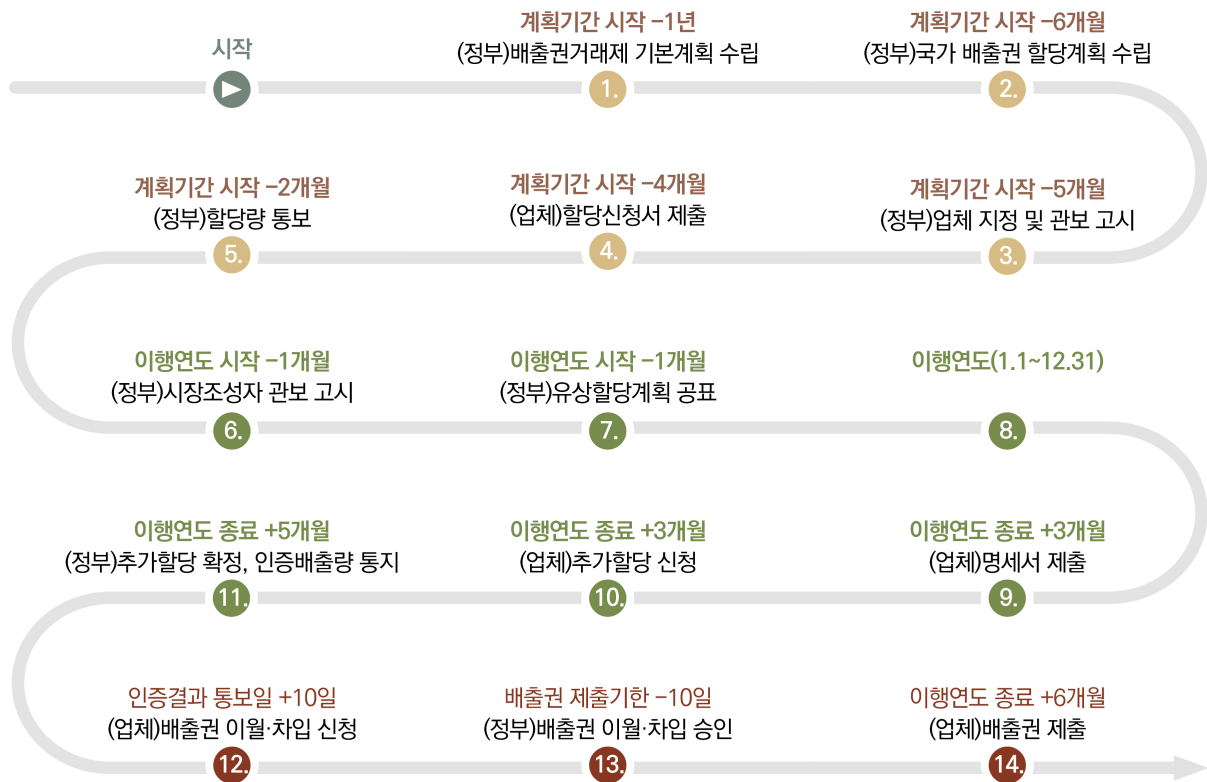 시작
계획기간 시작 -1년
(정부)배출권거래제 기본계획 수립
1.
계획기간 시작 -6개월
(정부)국가 배출권 할당계획 수립
2.
계획기간 시작 -5개월
(정부)업체 지정 및 관보 고시
3.
계획기간 시작 -4개월
(업체)할당신청서 제출
4.
계획기간 시작 -2개월
(정부)할당량 통보
5.
이행연도 시작 -1개월
(정부)시장조성자 관보 고시
6.
이행연도 시작 -1개월
(정부)유상할당계획 공표
7.
이행연도(1.1~12.31)
8.
이행연도 종료 +3개월
(업체)명세서 제출
9.
이행연도 종료 +3개월
(업체)추가할당 신청
10.
이행연도 종료 +5개월
(정부)추가할당 확정, 인증배출량 통지
11.
인증결과 통보일 +10일
(업체)배출권 이월·차입 신청
12.
배출권 제출기한 -10일
(정부)배출권 이월·차입 승인
13.
이행연도 종료 +6개월
(업체)배출권 제출
14.